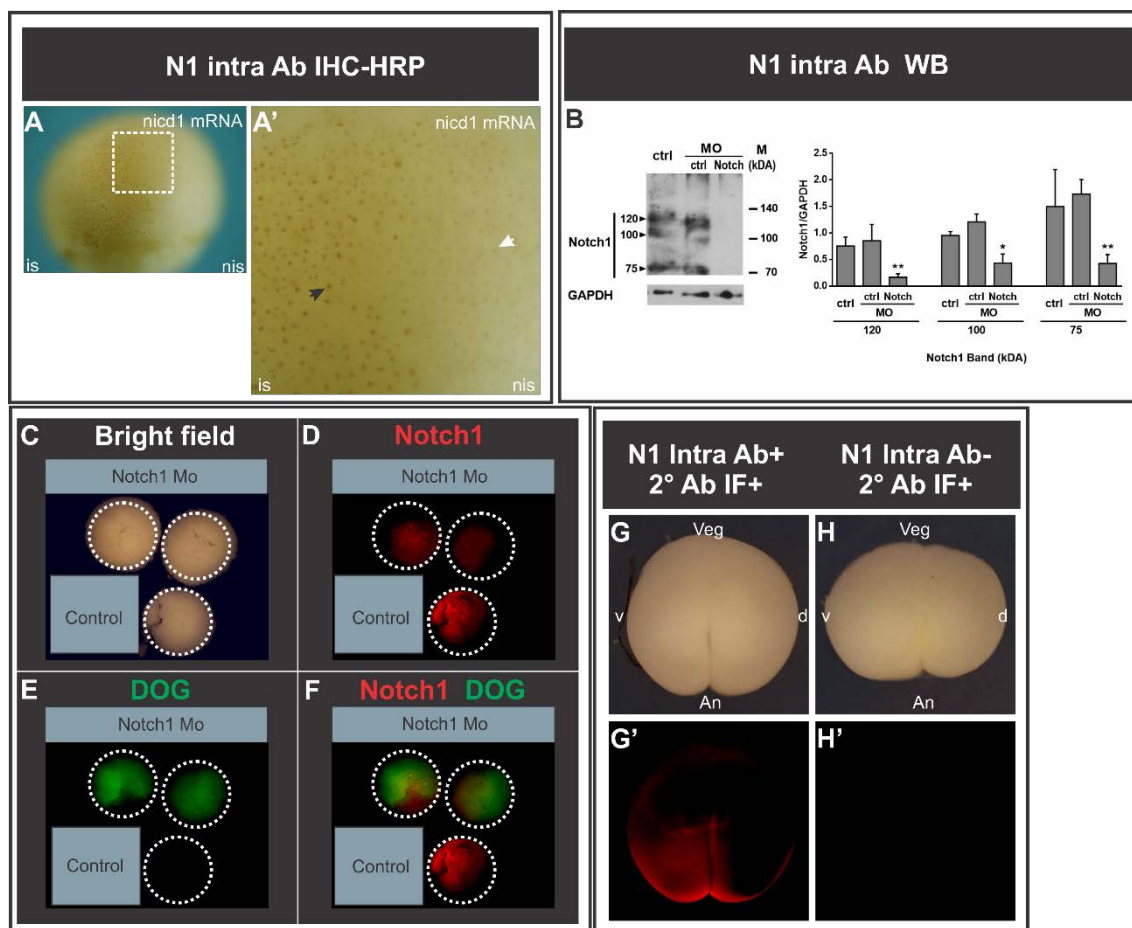 N1 intra Ab IHC-HRP
A
nicd1 mRNA
is
nis
A'
nicd1 mRNA
is
nis
N1 intra Ab WB
B
ctrl
MO
M
ctrl Notch
(kDA)
120
100
75
Notch1
140
100
70
GAPDH
Notch1/GAPDH
2.5
2.0
1.5
1.0
0.5
0.0
** * **
ctrl ctrl Notch ctrl ctrl Notch ctrl ctrl Notch
MO MO MO
120 100 75
Notch1 Band (kDA)
C Bright field
Notch1 Mo
Control
D Notch1
Notch1 Mo
Control
E DOG
Notch1 Mo
Control
F Notch1 DOG
Notch1 Mo
Control
N1 Intra Ab+
2° Ab IF+
N1 Intra Ab-
2° Ab IF+
G
Veg
v
d
An
H
Veg
v
d
An
G'
H'